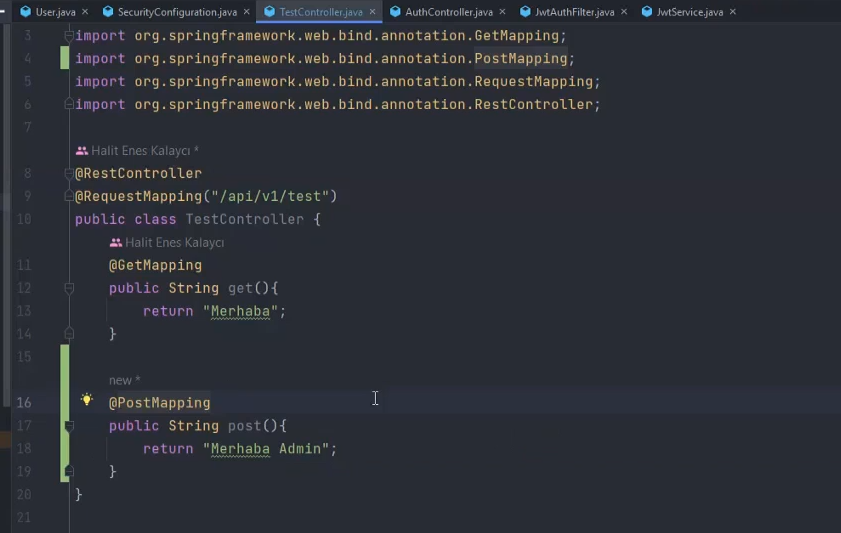 User.java × SecurityConfiguration.java × TestController.java × AuthController.java × JwtAuthFilter.java × JwtService.java ×
3 import org.springframework.web.bind.annotation.GetMapping;
4 import org.springframework.web.bind.annotation.PostMapping;
5 import org.springframework.web.bind.annotation.RequestMapping;
6 import org.springframework.web.bind.annotation.RestController;
7
Halit Enes Kalaycı *
8 @RestController
9 @RequestMapping("/api/v1/test")
10 public class TestController {
Halit Enes Kalaycı
11 @GetMapping
12 public String get(){
13 return "Merhaba";
14 }
15
new *
16 @PostMapping
17 public String post(){
18 return "Merhaba Admin";
19 }
20 }
21